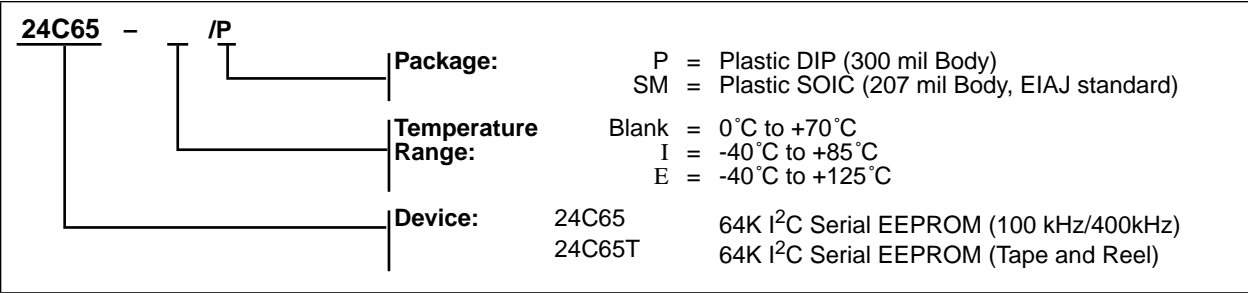 24C65 – /P
Package: P = Plastic DIP (300 mil Body)
SM = Plastic SOIC (207 mil Body, EIAJ standard)
Temperature Blank = 0˚C to +70˚C
Range: I = -40˚C to +85˚C
E = -40˚C to +125˚C
Device: 24C65 64K I²C Serial EEPROM (100 kHz/400kHz)
24C65T 64K I²C Serial EEPROM (Tape and Reel)